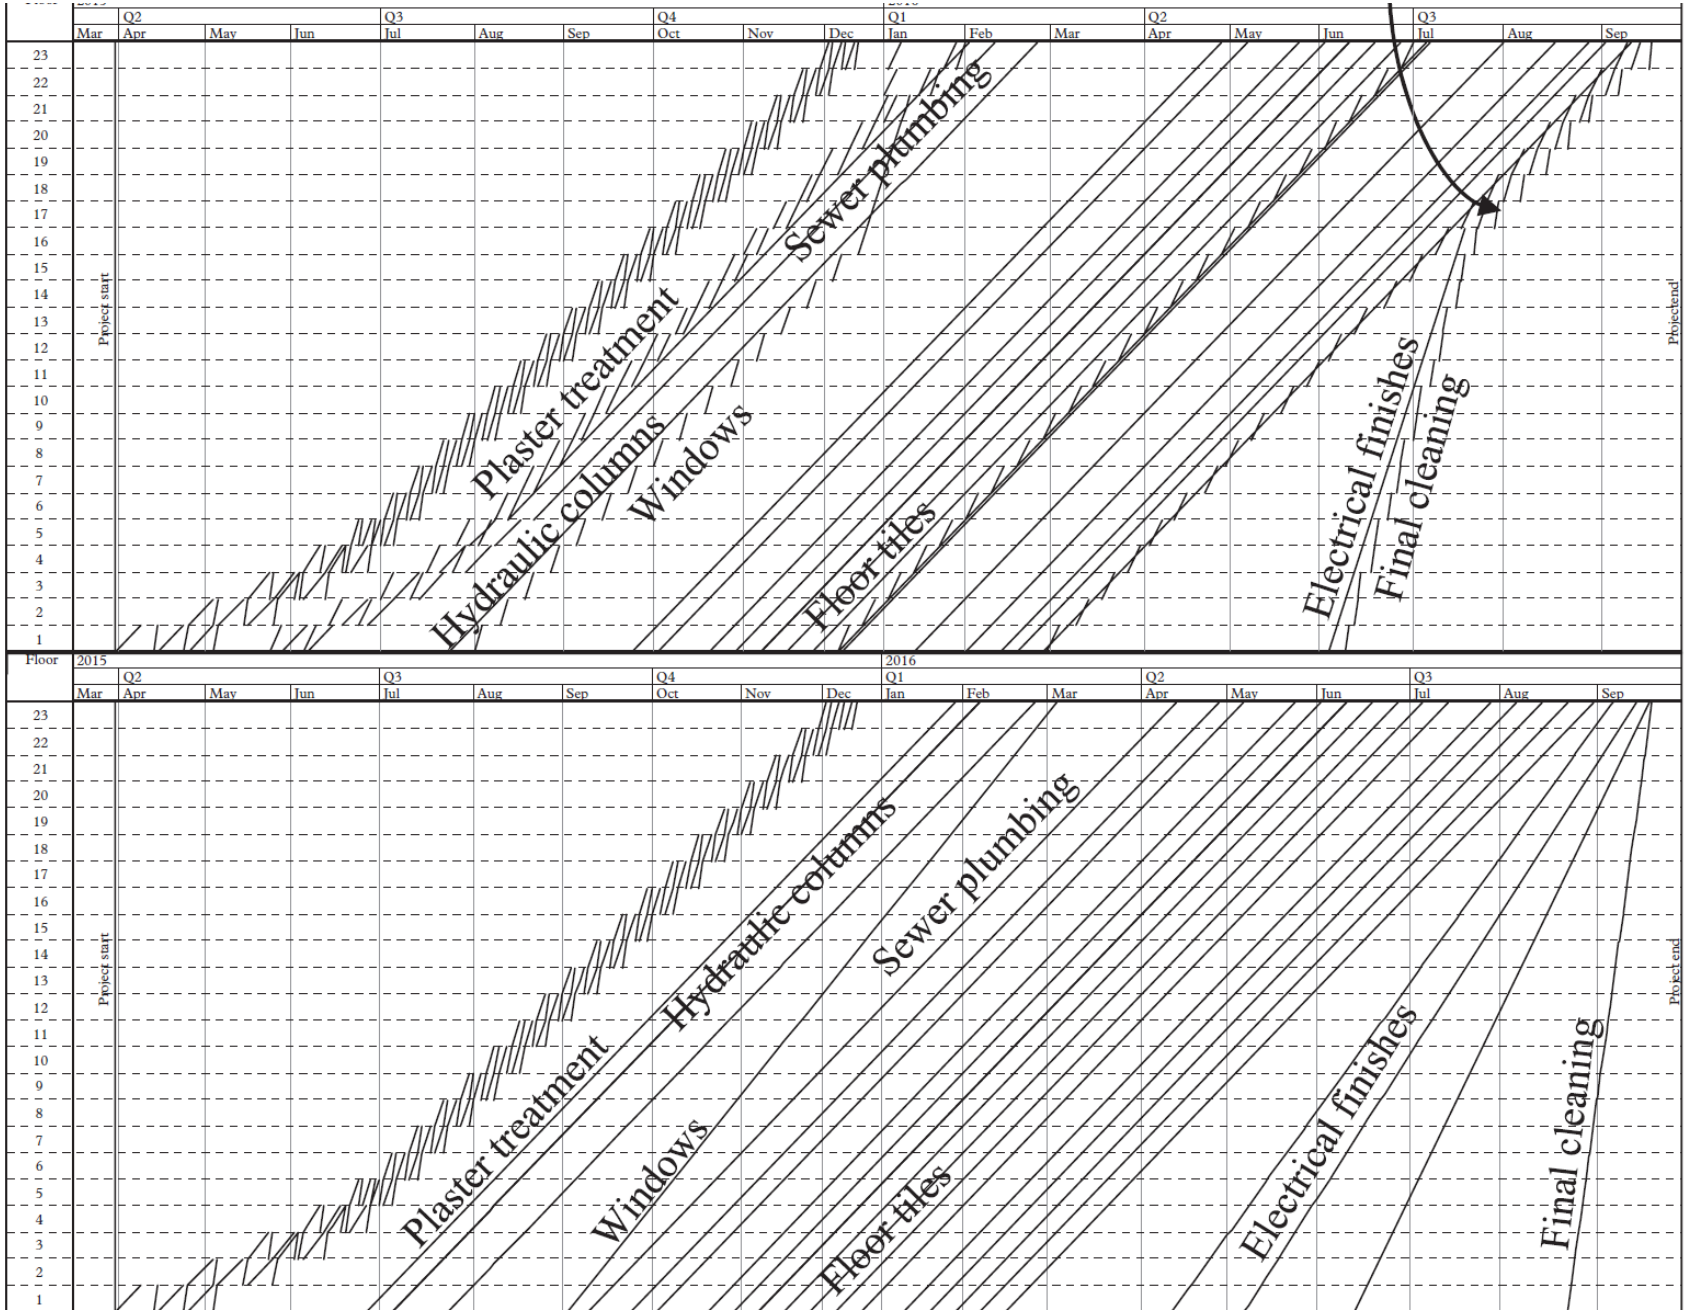 Floor 2015 2016
Q2 Q3 Q4 Q1 Q2 Q3
Mar Apr May Jun Jul Aug Sep Oct Nov Dec Jan Feb Mar Apr May Jun Jul Aug Sep
23
22
21
20
19
18
17
16
15
14
13
12
11
10
9
8
7
6
5
4
3
2
1
Project start
Plaster treatment
Hydraulic columns
Windows
Sewer plumbing
Floor tiles
Electrical finishes
Final cleaning
Projectend
Floor 2015 2016
Q2 Q3 Q4 Q1 Q2 Q3
Mar Apr May Jun Jul Aug Sep Oct Nov Dec Jan Feb Mar Apr May Jun Jul Aug Sep
23
22
21
20
19
18
17
16
15
14
13
12
11
10
9
8
7
6
5
4
3
2
1
Project start
Plaster treatment
Hydraulic columns
Windows
Sewer plumbing
Floor tiles
Electrical finishes
Final cleaning
Project end